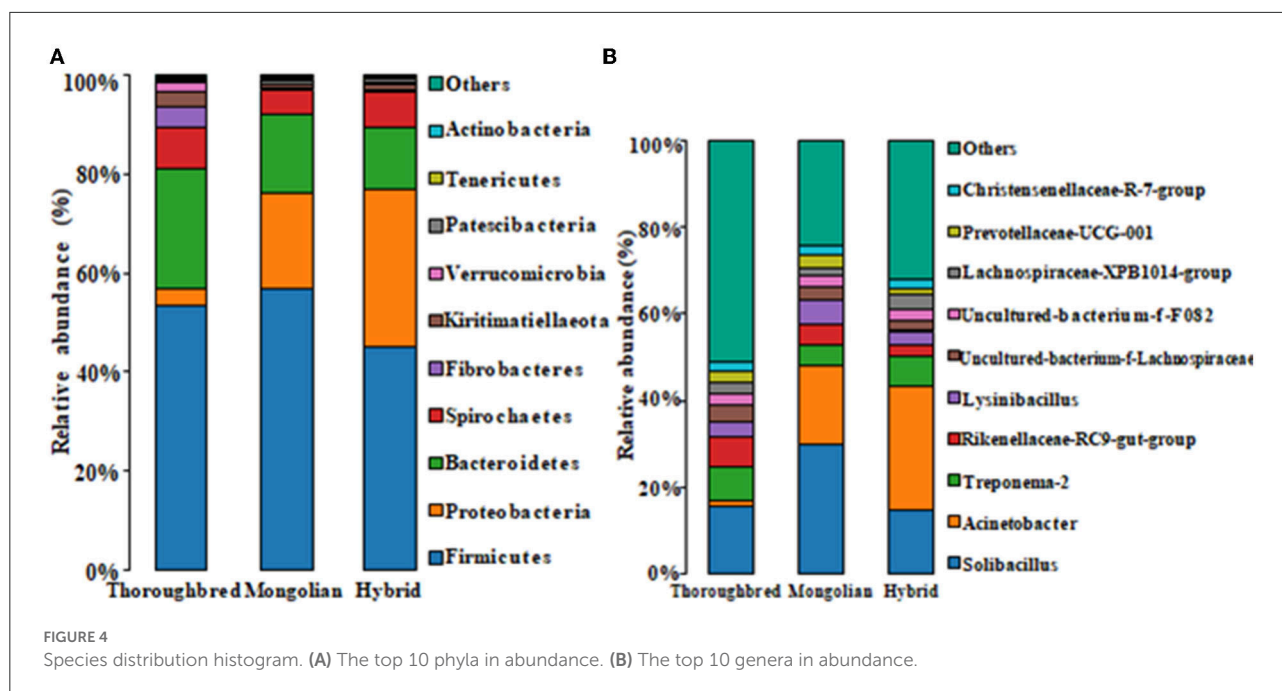 A
Relative abundance (%)
100%
80%
60%
40%
20%
0%
Thoroughbred Mongolian Hybrid
Others
Actinobacteria
Tenericutes
Patescibacteria
Verrucomicrobia
Kiritimatiellaeota
Fibrobacteres
Spirochaetes
Bacteroidetes
Proteobacteria
Firmicutes
B
Relative abundance(%)
100%
80%
60%
40%
20%
0%
Thoroughbred Mongolian Hybrid
Others
Christensenellaceae-R-7-group
Prevotellaceae-UCG-001
Lachnospiraceae-XPB1014-group
Uncultured-bacterium-f-F082
Uncultured-bacterium-f-Lachnospiraceae
Lysinibacillus
Rikenellaceae-RC9-gut-group
Treponema-2
Acinetobacter
Solibacillus
FIGURE 4
Species distribution histogram. (A) The top 10 phyla in abundance. (B) The top 10 genera in abundance.